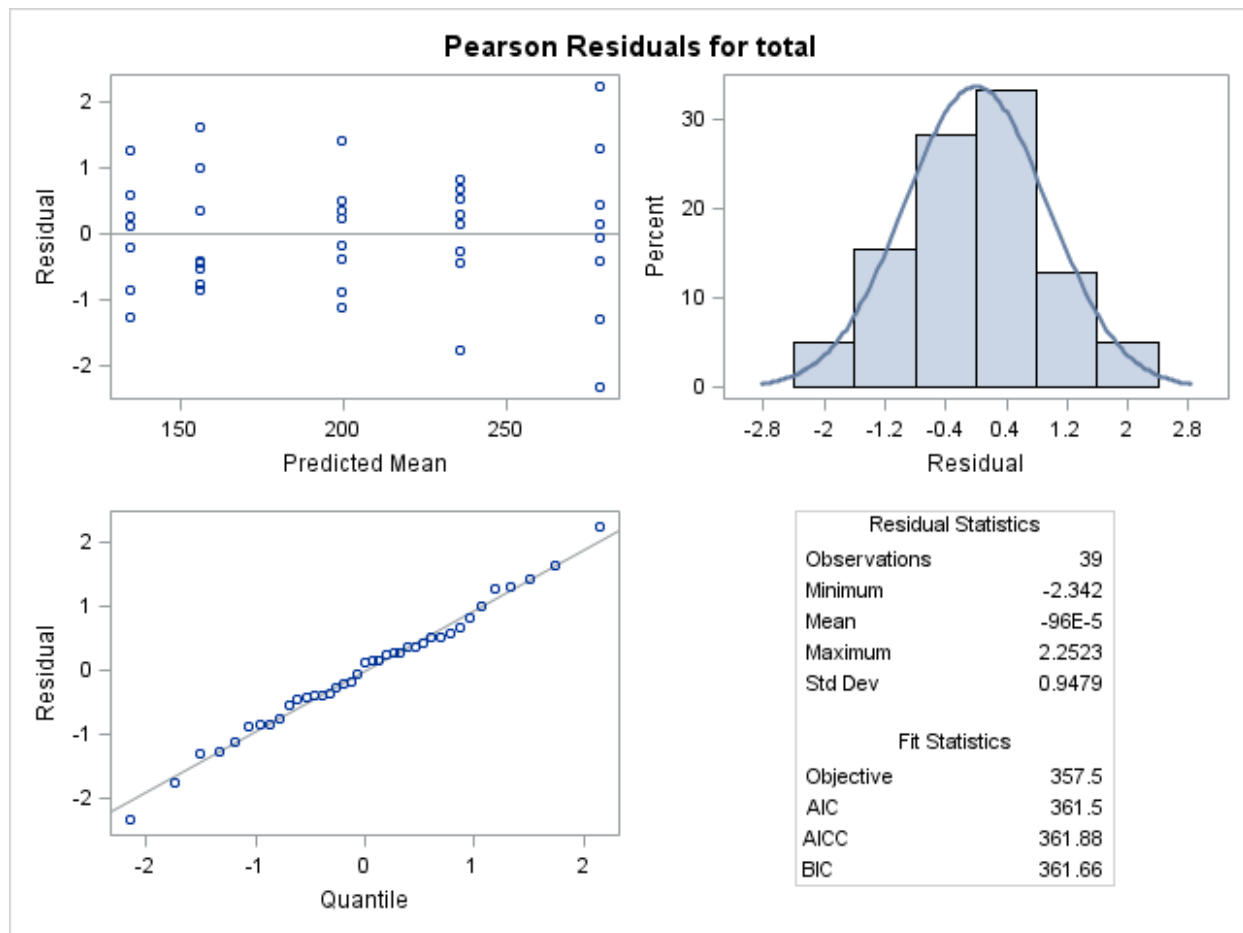 Pearson Residuals for total
2
1
0
-1
-2
Residual
150
200
250
Predicted Mean
30
20
10
0
Percent
-2.8
-2
-1.2
-0.4
0.4
1.2
2
2.8
Residual
2
1
0
-1
-2
Residual
-2
-1
0
1
2
Quantile
Residual Statistics
Observations 39
Minimum -2.342
Mean -96E-5
Maximum 2.2523
Std Dev 0.9479
Fit Statistics
Objective 357.5
AIC 361.5
AICC 361.88
BIC 361.66